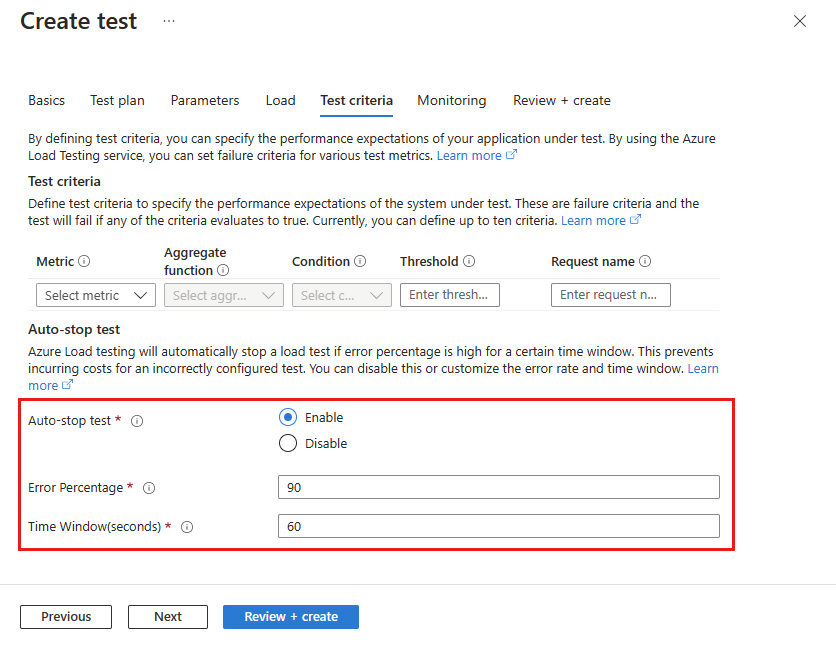 Create test ...
Basics Test plan Parameters Load Test criteria Monitoring Review + create
By defining test criteria, you can specify the performance expectations of your application under test. By using the Azure
Load Testing service, you can set failure criteria for various test metrics. Learn more
Test criteria
Define test criteria to specify the performance expectations of the system under test. These are failure criteria and the
test will fail if any of the criteria evaluates to true. Currently, you can define up to ten criteria. Learn more
Metric Aggregate function Condition Threshold Request name
Select metric Select aggr... Select c... Enter thresh... Enter request n...
Auto-stop test
Azure Load testing will automatically stop a load test if error percentage is high for a certain time window. This prevents
incurring costs for an incorrectly configured test. You can disable this or customize the error rate and time window. Learn
more
Auto-stop test * Enable
Disable
Error Percentage * 90
Time Window(seconds) * 60
Previous Next Review + create